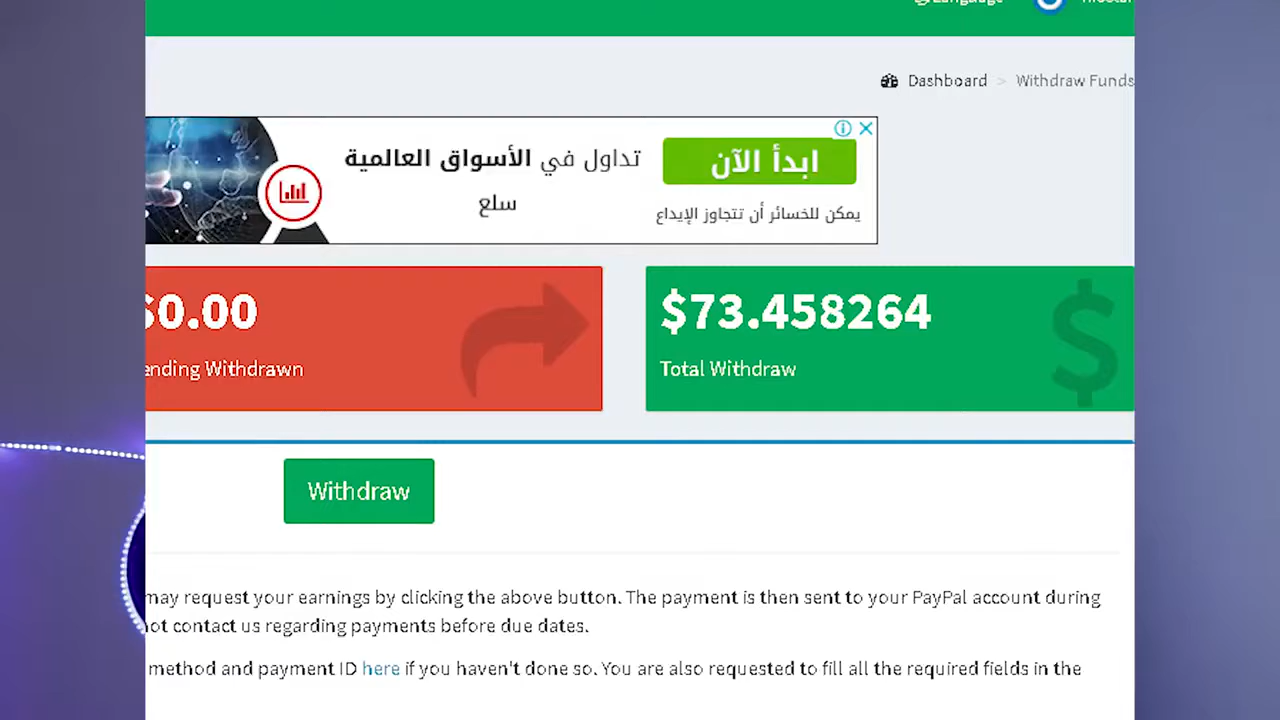 Language
Dashboard > Withdraw Funds
تداول في الأسواق العالمية
سلع
ابدأ الآن
يمكن للخسائر أن تتجاوز الإيداع
$0.00
ending Withdrawn
$73.458264
Total Withdraw
Withdraw
may request your earnings by clicking the above button. The payment is then sent to your PayPal account during
not contact us regarding payments before due dates.
method and payment ID here if you haven't done so. You are also requested to fill all the required fields in the